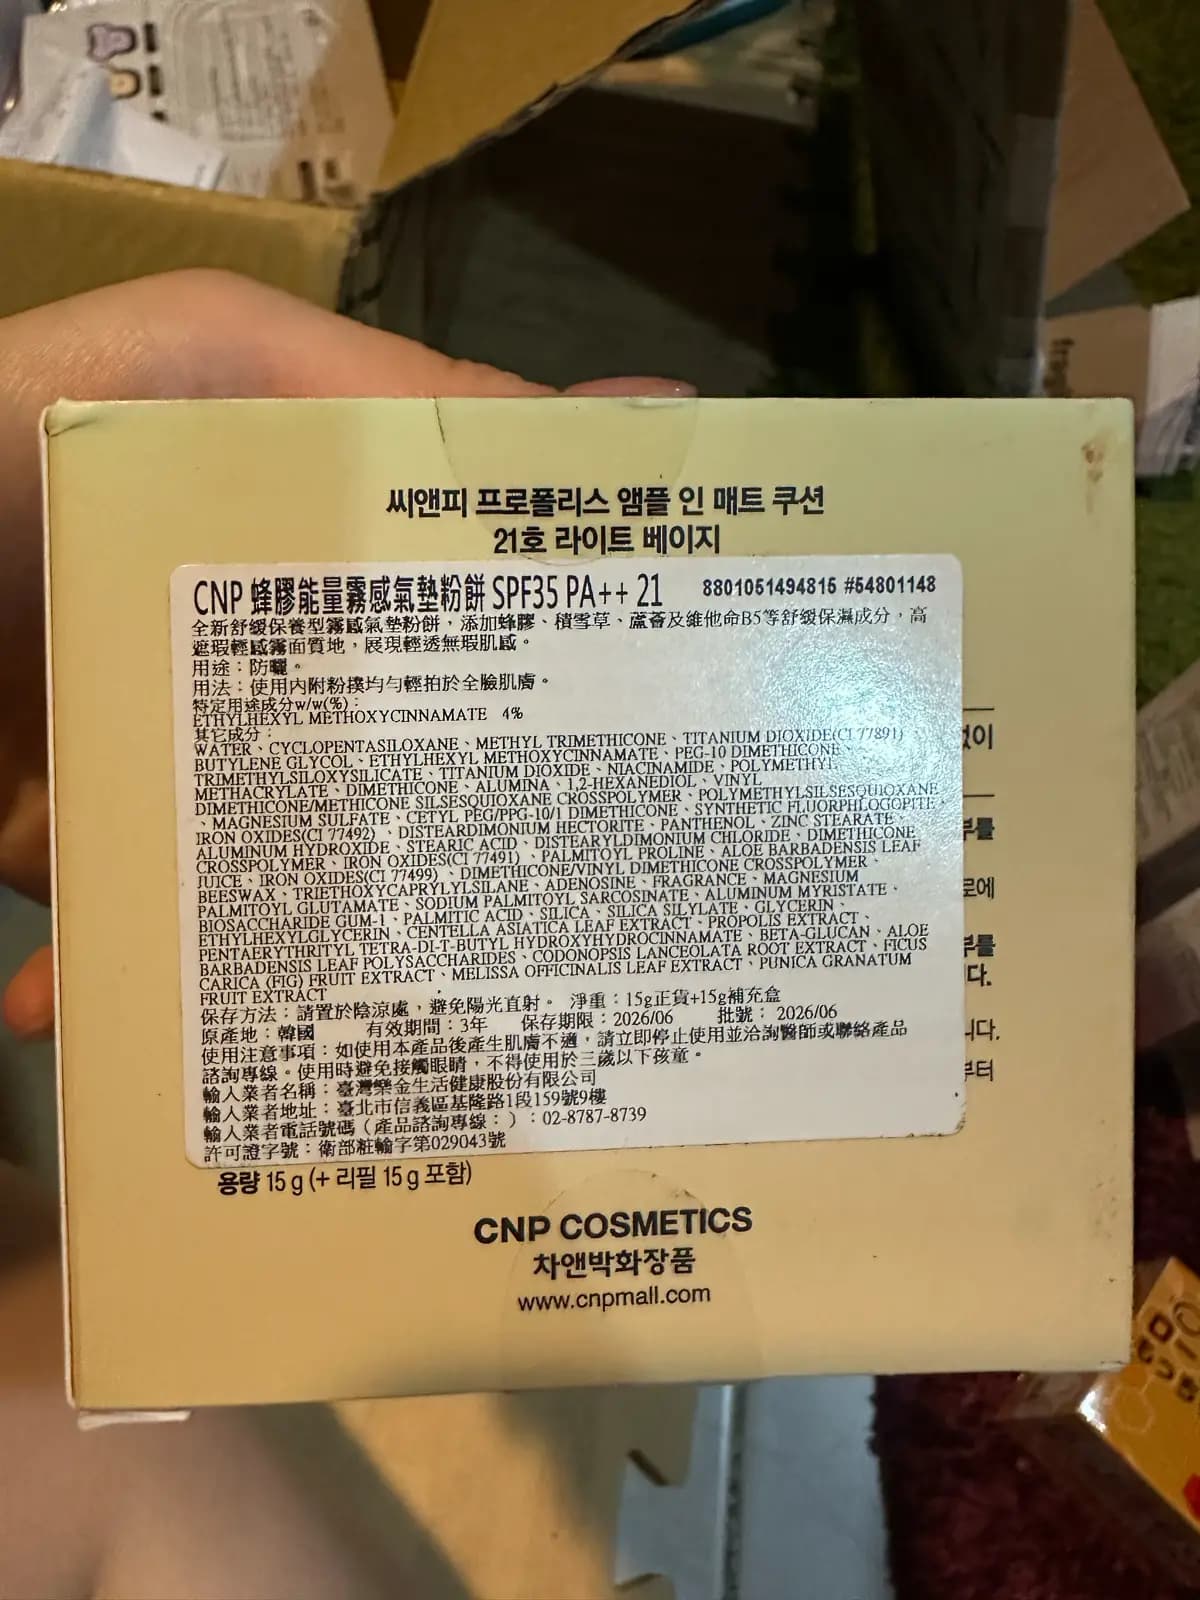 씨앤피 프로폴리스 앰플 인 매트 쿠션
21호 라이트 베이지
CNP 蜂膠能量霧感氣墊粉餅 SPF35 PA++ 21 8801051494815 #54801148
全新舒緩保養型霧感氣墊粉餅，添加蜂膠、積雪草、蘆薈及維他命B5等舒緩保濕成分，高
遮瑕輕感霧面質地，展現輕透無瑕肌感。
用途：防曬。
用法：使用內附粉撲均勻輕拍於全臉肌膚。
特定用途成分w/w(%)：
ETHYLHEXYL METHOXYCINNAMATE 4%
其它成分：
WATER、CYCLOPENTASILOXANE、METHYL TRIMETHICONE、TITANIUM DIOXIDE(CI 77891)、
BUTYLENE GLYCOL、ETHYLHEXYL METHOXYCINNAMATE、PEG-10 DIMETHICONE、
TRIMETHYLSILOXYSILICATE、TITANIUM DIOXIDE、NIACINAMIDE、POLYMETHYL
METHACRYLATE、DIMETHICONE、ALUMINA、1,2-HEXANEDIOL、VINYL
DIMETHICONE/METHICONE SILSESQUIOXANE CROSSPOLYMER、POLYMETHYLSILSESQUIOXANE
、MAGNESIUM SULFATE、CETYL PEG/PPG-10/1 DIMETHICONE、SYNTHETIC FLUORPHLOGOPITE、
IRON OXIDES(CI 77492)、DISTEARDIMONIUM HECTORITE、PANTHENOL、ZINC STEARATE、
ALUMINUM HYDROXIDE、STEARIC ACID、DISTEARYLDIMONIUM CHLORIDE、DIMETHICONE
CROSSPOLYMER、IRON OXIDES(CI 77491)、PALMITOYL PROLINE、ALOE BARBADENSIS LEAF
JUICE、IRON OXIDES(CI 77499)、DIMETHICONE/VINYL DIMETHICONE CROSSPOLYMER、
BEESWAX、TRIETHOXYCAPRYLYLSILANE、ADENOSINE、FRAGRANCE、MAGNESIUM
PALMITOYL GLUTAMATE、SODIUM PALMITOYL SARCOSINATE、ALUMINUM MYRISTATE、
BIOSACCHARIDE GUM-1、PALMITIC ACID、SILICA、SILICA SILYLATE、GLYCERIN、
ETHYLHEXYLGLYCERIN、CENTELLA ASIATICA LEAF EXTRACT、PROPOLIS EXTRACT、
PENTAERYTHRITYL TETRA-DI-T-BUTYL HYDROXYHYDROCINNAMATE、BETA-GLUCAN、ALOE
BARBADENSIS LEAF POLYSACCHARIDES、CODONOPSIS LANCEOLATA ROOT EXTRACT、FICUS
CARICA (FIG) FRUIT EXTRACT、MELISSA OFFICINALIS LEAF EXTRACT、PUNICA GRANATUM
FRUIT EXTRACT
保存方法：請置於陰涼處，避免陽光直射。 淨重：15g正貨+15g補充盒
原產地：韓國 有效期間：3年 保存期限：2026/06 批號： 2026/06
使用注意事項：如使用本產品後產生肌膚不適，請立即停止使用並洽詢醫師或聯絡產品
諮詢專線。使用時避免接觸眼睛，不得使用於三歲以下孩童。
輸入業者名稱：臺灣樂金生活健康股份有限公司
輸入業者地址：臺北市信義區基隆路1段159號9樓
輸入業者電話號碼（產品諮詢專線：）：02-8787-8739
許可證字號：衛部粧輸字第029043號
없이
부를
로에
부를
다.
니다.
부터
용량 15 g (+ 리필 15 g 포함)
CNP COSMETICS
차앤박화장품
www.cnpmall.com